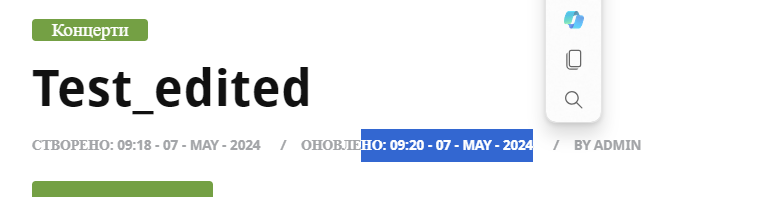 Концерти
Test_edited
СТВОРЕНО: 09:18 - 07 - MAY - 2024 / ОНОВЛЕНО: 09:20 - 07 - MAY - 2024 / BY ADMIN